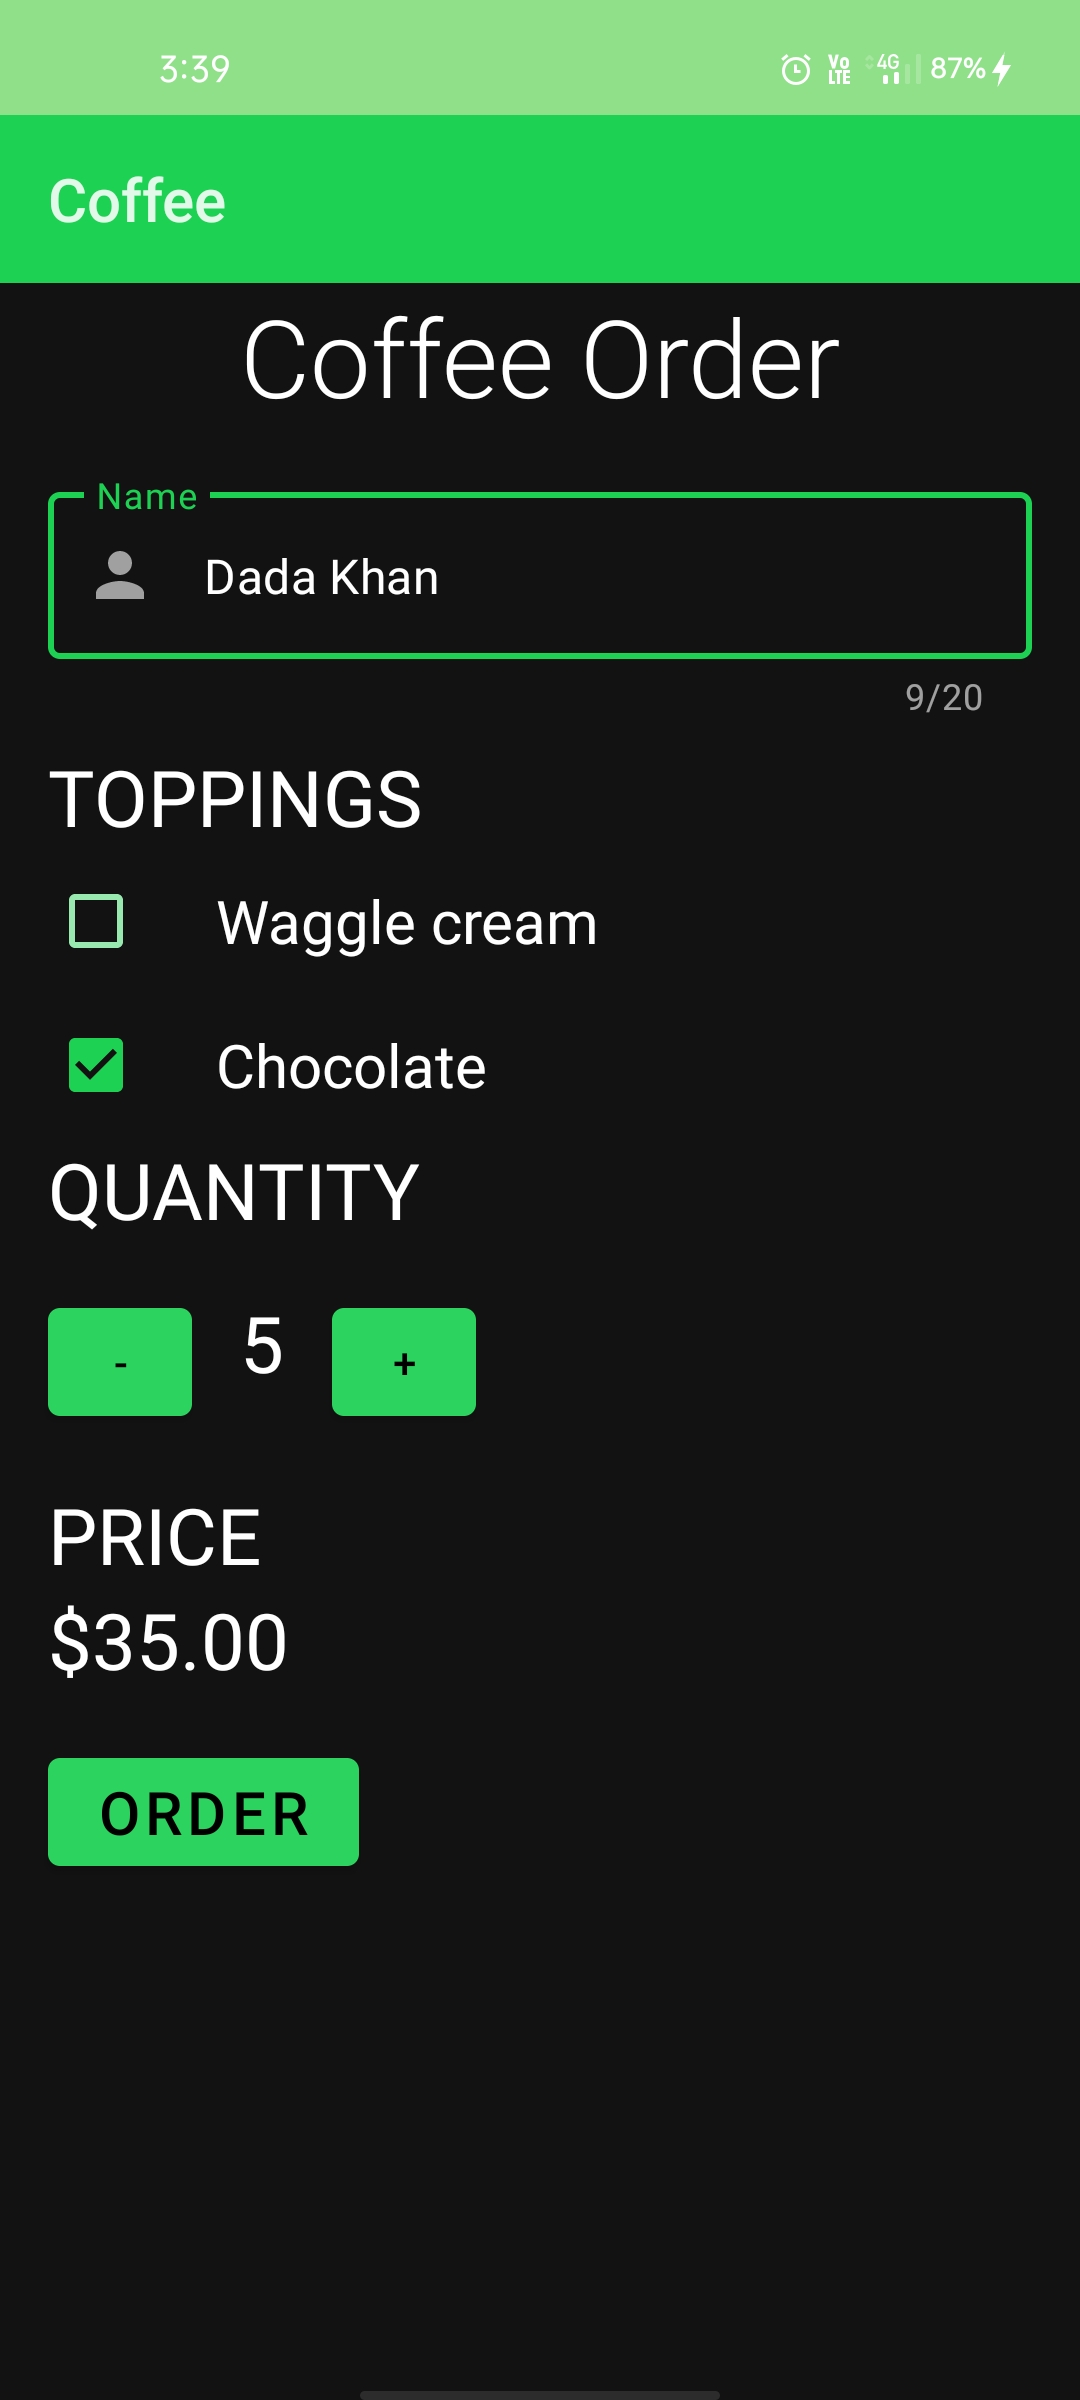 3:39
Vo LTE 4G 87%
Coffee
Coffee Order
Name
Dada Khan
9/20
TOPPINGS
Waggle cream
Chocolate
QUANTITY
- 5 +
PRICE
$35.00
ORDER